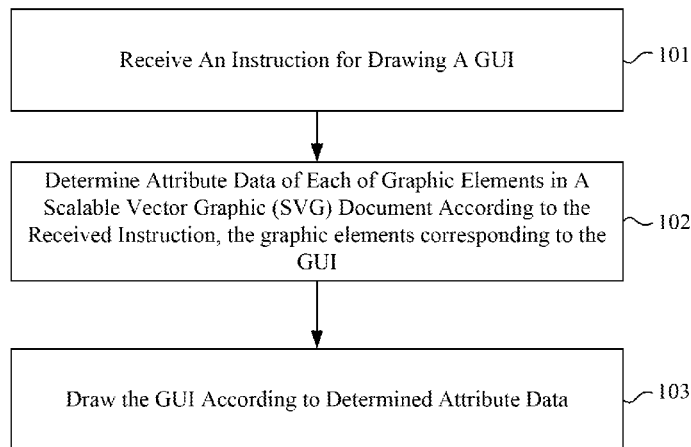 Receive An Instruction for Drawing A GUI
101
Determine Attribute Data of Each of Graphic Elements in A
Scalable Vector Graphic (SVG) Document According to the
Received Instruction, the graphic elements corresponding to the
GUI
102
Draw the GUI According to Determined Attribute Data
103